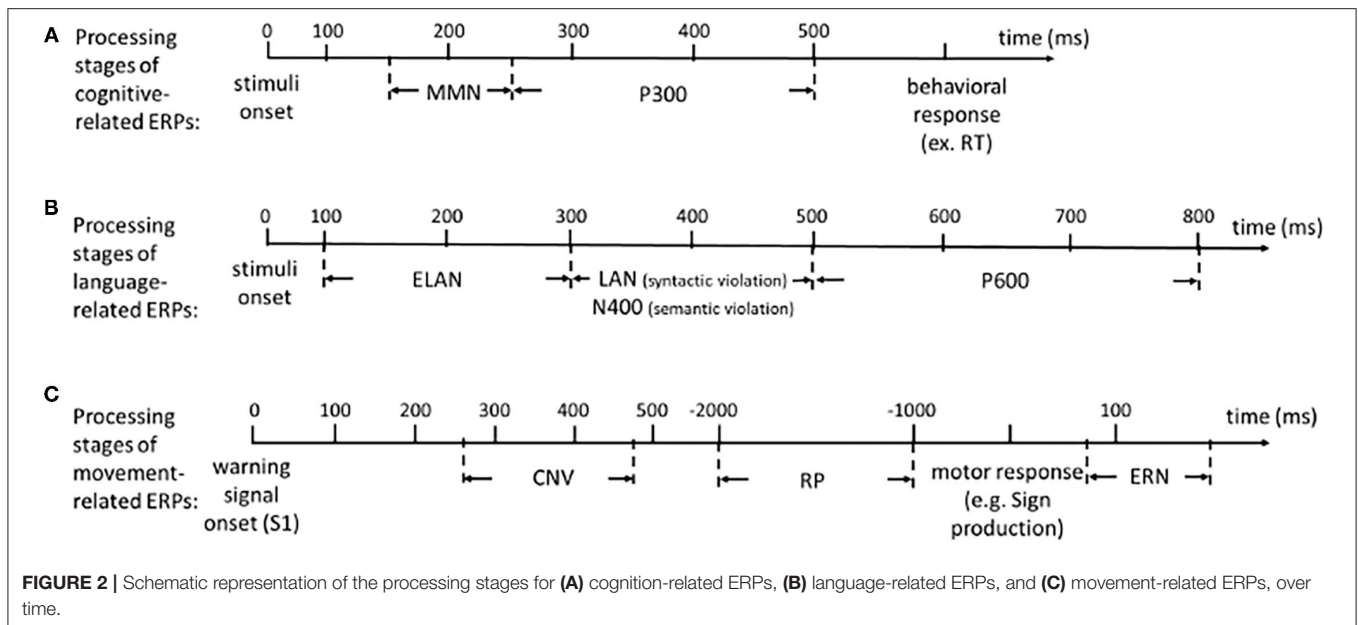 A Processing stages of cognitive-related ERPs:
0 100 200 300 400 500 time (ms)
stimuli onset
MMN P300
behavioral response (ex. RT)
B Processing stages of language-related ERPs:
0 100 200 300 400 500 600 700 800 time (ms)
stimuli onset
ELAN LAN (syntactic violation) P600
N400 (semantic violation)
C Processing stages of movement-related ERPs:
0 100 200 300 400 500 -2000 -1000 100 time (ms)
warning signal onset (S1)
CNV RP motor response (e.g. Sign production) ERN
FIGURE 2 | Schematic representation of the processing stages for (A) cognition-related ERPs, (B) language-related ERPs, and (C) movement-related ERPs, over
time.